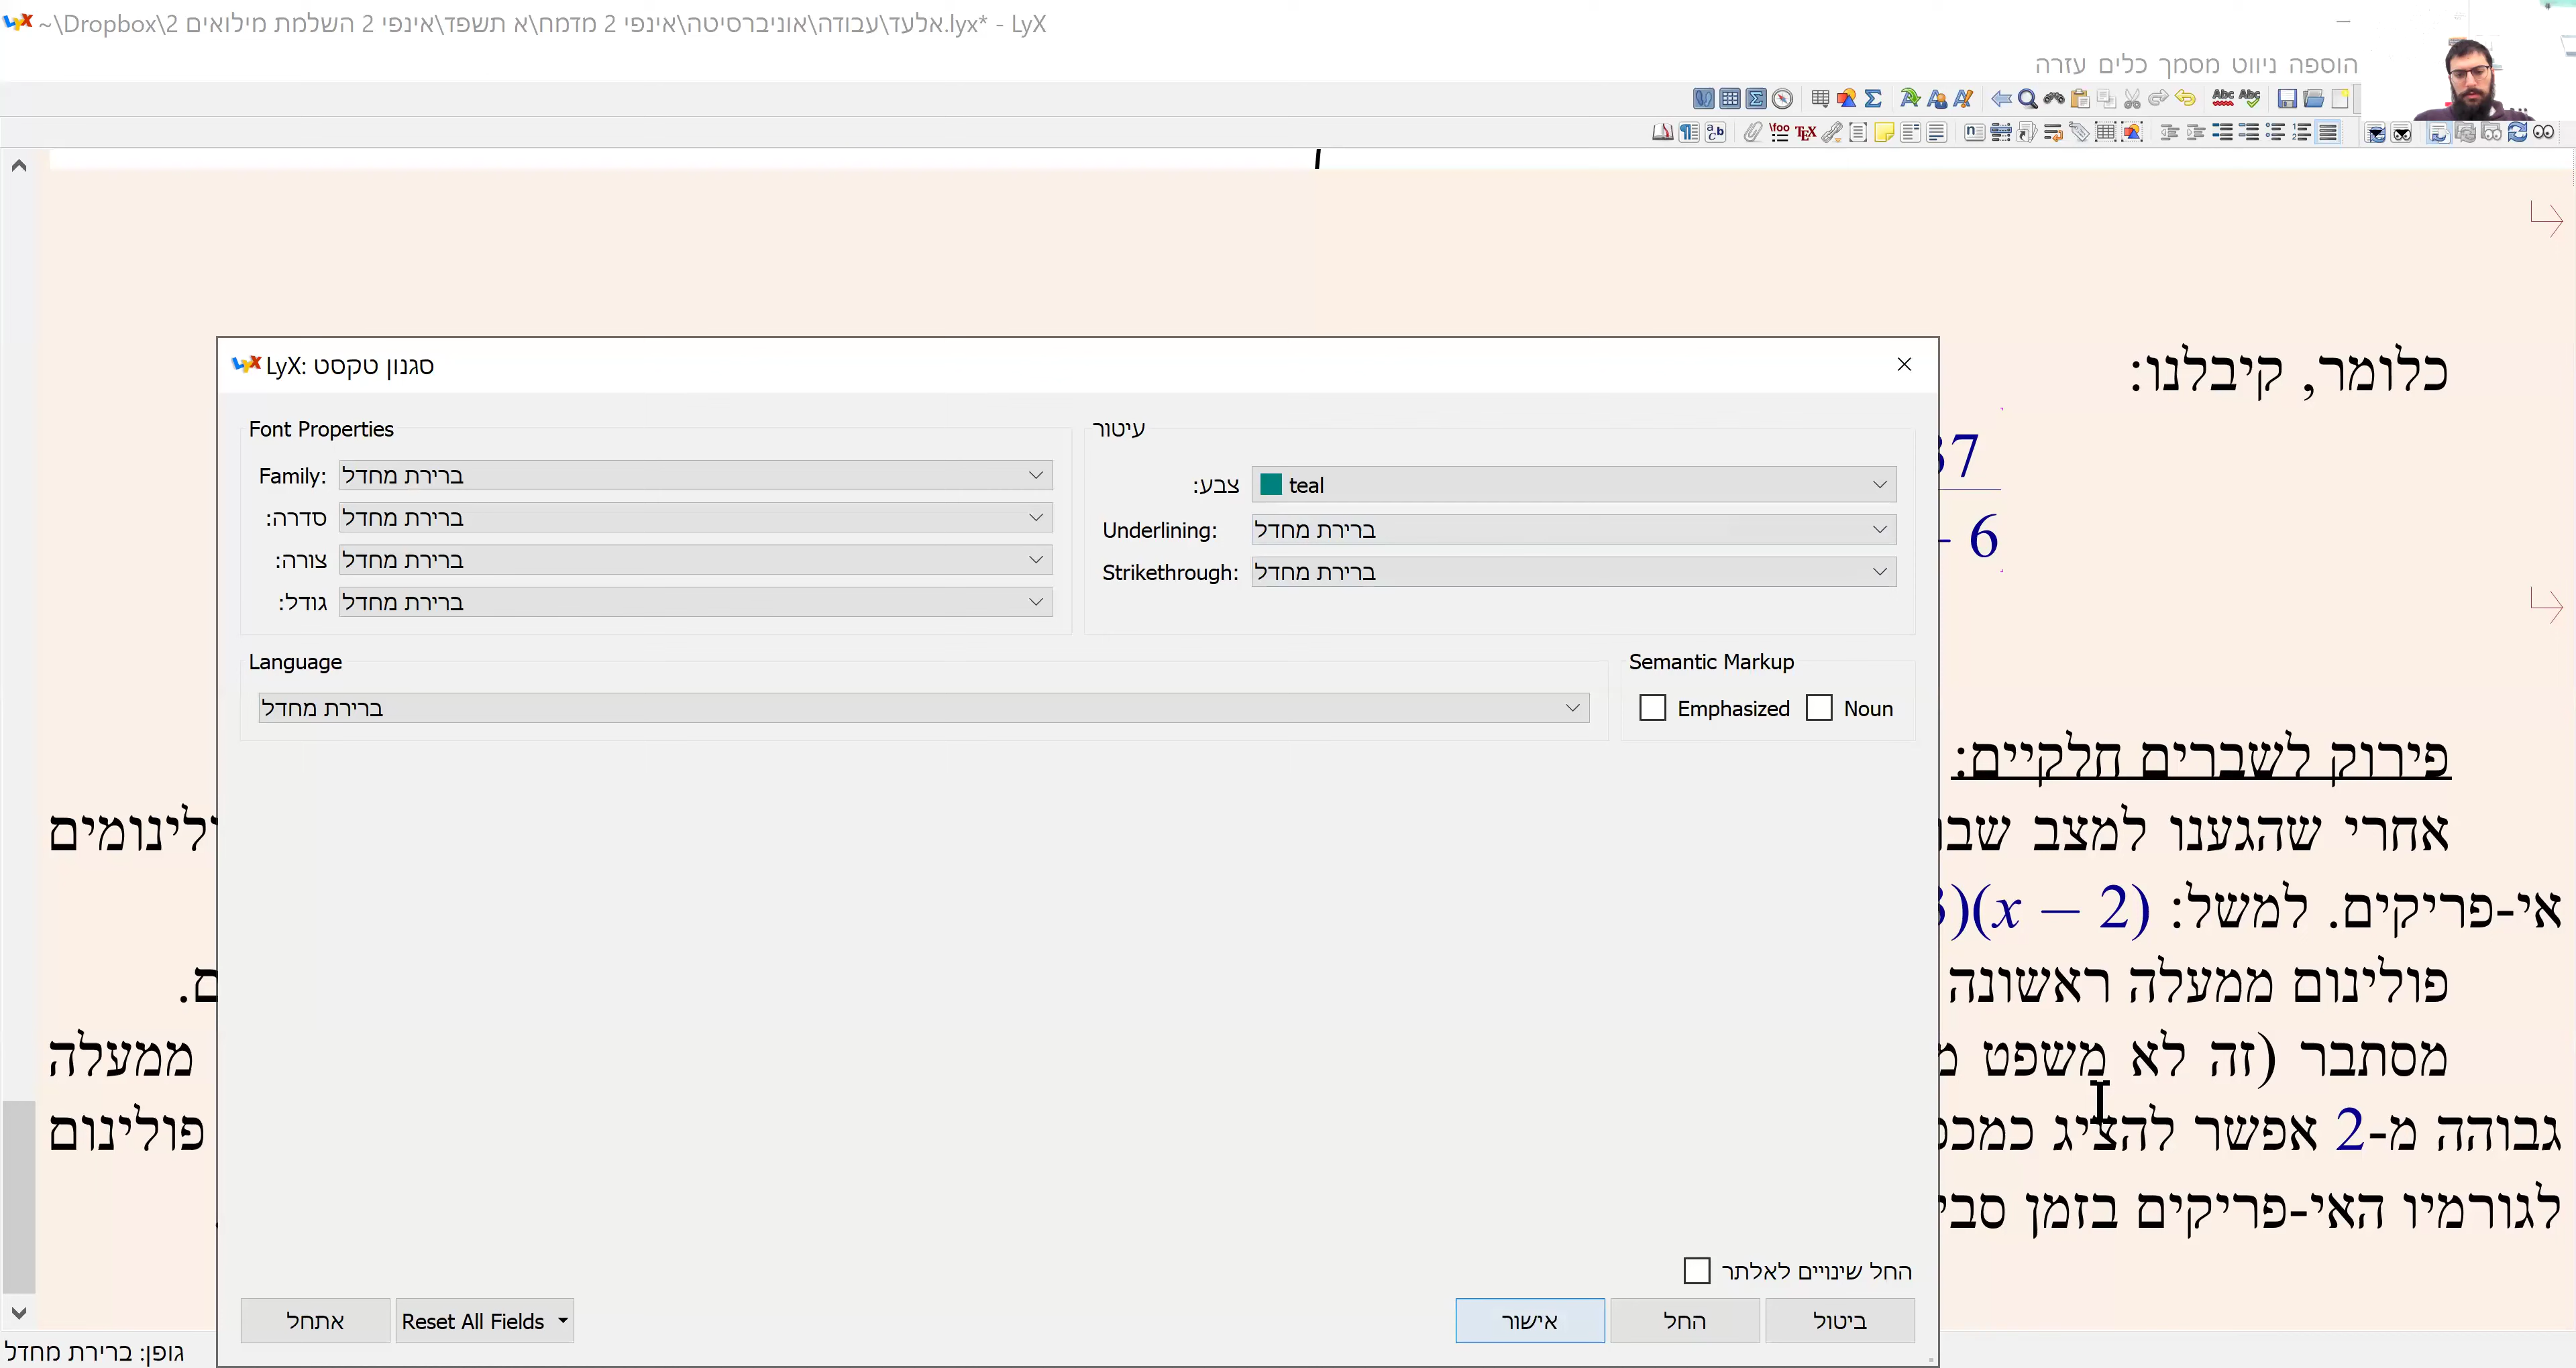 ~\Dropbox\אלעד\עבודה\אוניברסיטה\אינפי 2 מדמח\א תשפד\אינפי 2 השלמת מילואים 2.lyx* - LyX
הוספה ניווט מסמך כלים עזרה
כלומר, קיבלנו:
37
- 6
LyX: סגנון טקסט
Font Properties
Family: ברירת מחדל
סדרה: ברירת מחדל
צורה: ברירת מחדל
גודל: ברירת מחדל
עיטור
צבע: teal
Underlining: ברירת מחדל
Strikethrough: ברירת מחדל
Language
ברירת מחדל
Semantic Markup
Emphasized
Noun
החל שינויים לאלתר
אתחל
Reset All Fields
אישור
החל
ביטול
פירוק לשברים חלקיים:
אחרי שהגענו למצב
אי-פריקים. למשל: )(x − 2)
פולינום ממעלה ראשונה
מסתבר (זה לא משפט ממעלה
גבוהה מ-2 אפשר להציג פולינום
לגורמיו האי-פריקים בזמן
גופן: ברירת מחדל